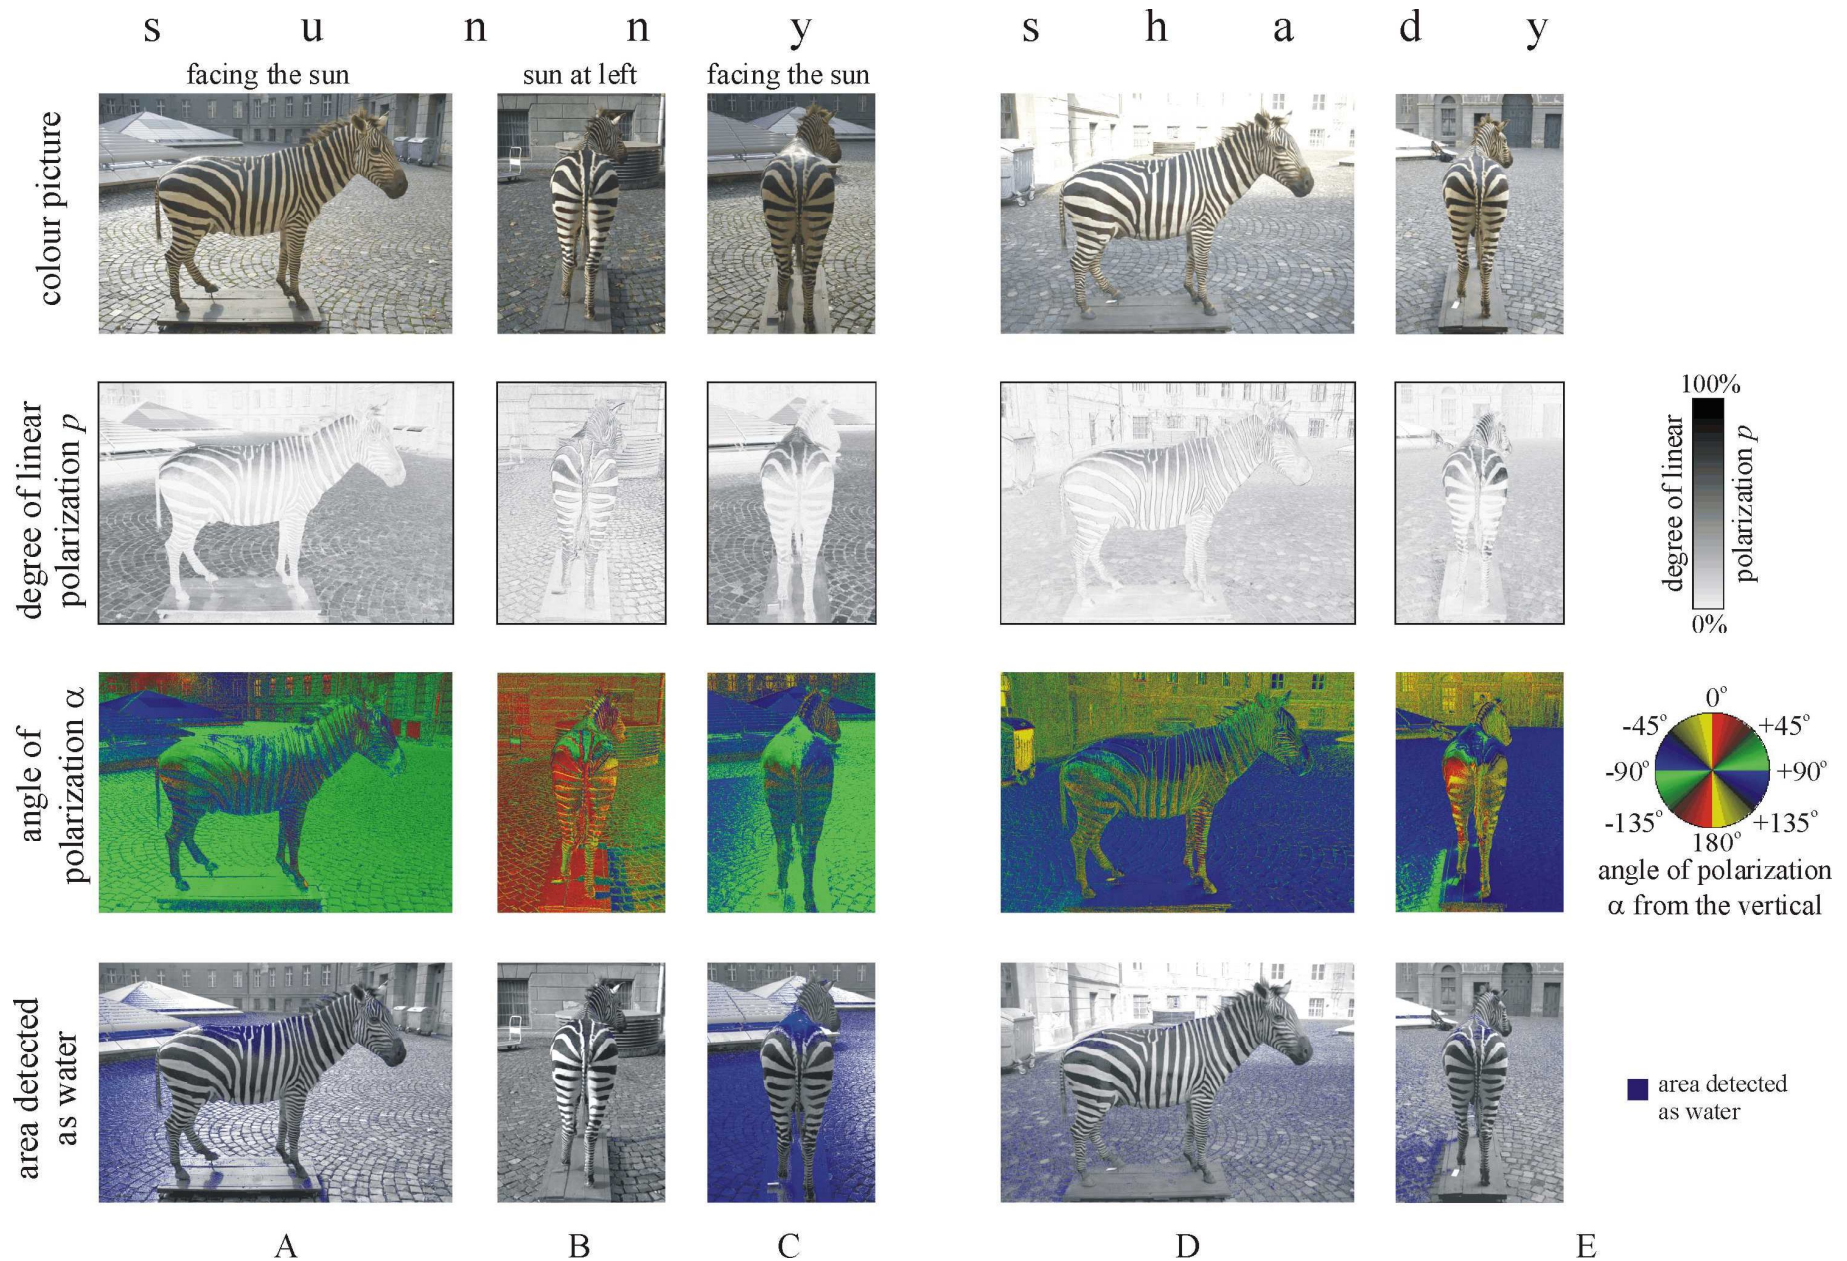 s u n n y
s h a d y
facing the sun
sun at left
facing the sun
colour picture
degree of linear
polarization p
100%
degree of linear
polarization p
0%
angle of
polarization α
0°
-45°
+45°
-90°
+90°
-135°
+135°
180°
angle of polarization
α from the vertical
area detected
as water
area detected
as water
A
B
C
D
E